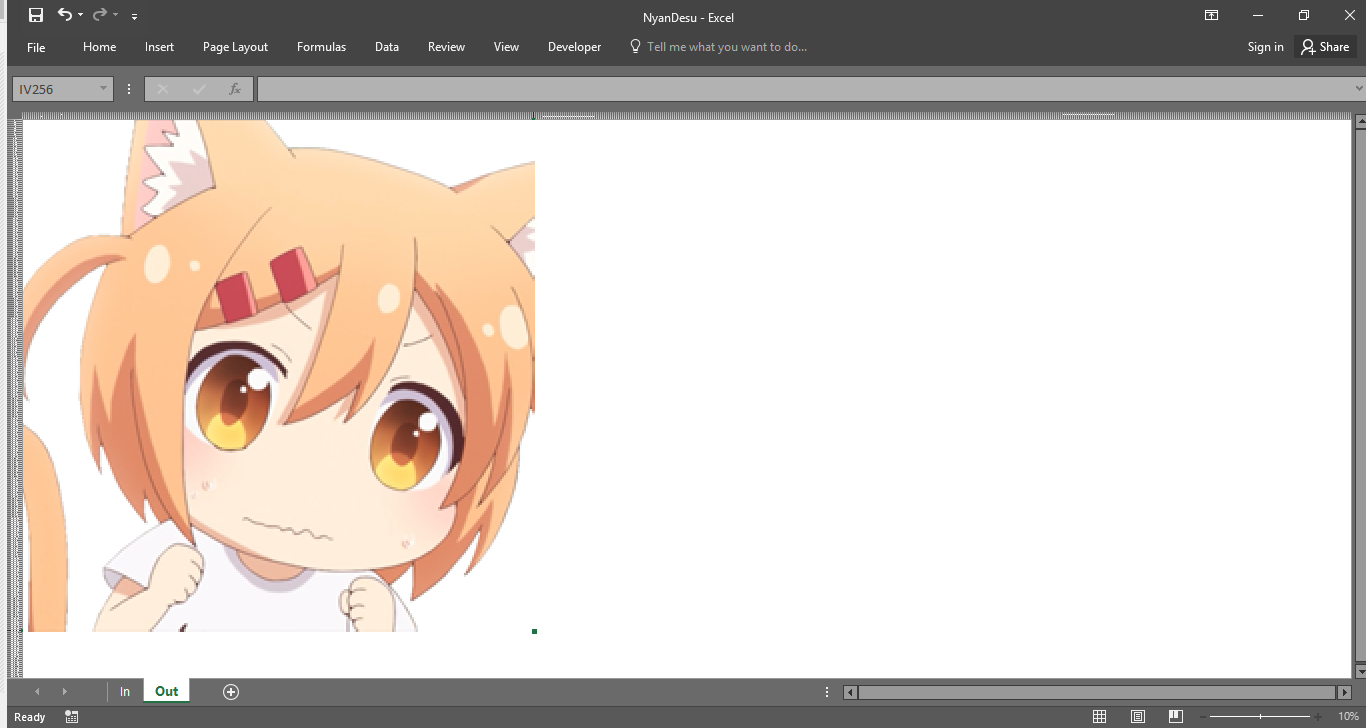 NyanDesu - Excel
File Home Insert Page Layout Formulas Data Review View Developer Tell me what you want to do... Sign in Share
IV256 fx
In Out
Ready 10%